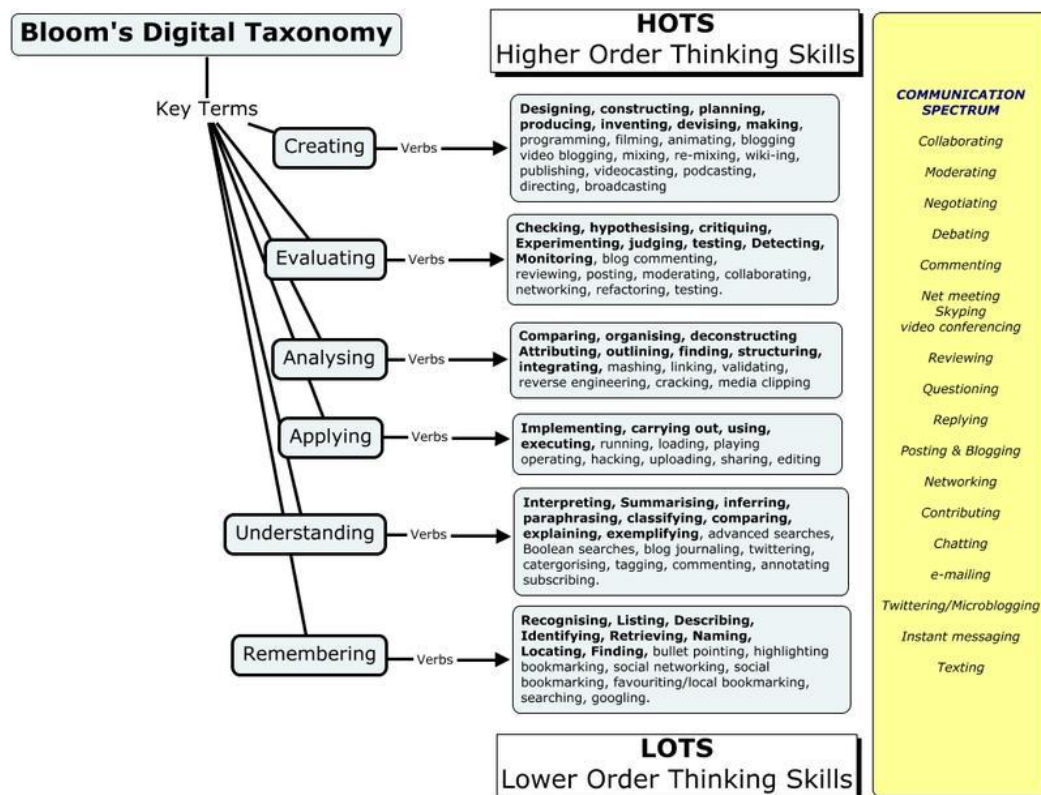 Bloom's Digital Taxonomy
HOTS
Higher Order Thinking Skills
Key Terms
Creating
Verbs
Designing, constructing, planning,
producing, inventing, devising, making,
programming, filming, animating, blogging
video blogging, mixing, re-mixing, wiki-ing,
publishing, videocasting, podcasting,
directing, broadcasting
Evaluating
Verbs
Checking, hypothesising, critiquing,
Experimenting, judging, testing, Detecting,
Monitoring, blog commenting,
reviewing, posting, moderating, collaborating,
networking, refactoring, testing.
Analysing
Verbs
Comparing, organising, deconstructing
Attributing, outlining, finding, structuring,
integrating, mashing, linking, validating,
reverse engineering, cracking, media clipping
Applying
Verbs
Implementing, carrying out, using,
executing, running, loading, playing
operating, hacking, uploading, sharing, editing
Understanding
Verbs
Interpreting, Summarising, inferring,
paraphrasing, classifying, comparing,
explaining, exemplifying, advanced searches,
Boolean searches, blog journaling, twittering,
catergorising, tagging, commenting, annotating
subscribing.
Remembering
Verbs
Recognising, Listing, Describing,
Identifying, Retrieving, Naming,
Locating, Finding, bullet pointing, highlighting
bookmarking, social networking, social
bookmarking, favouriting/local bookmarking,
searching, googling.
LOTS
Lower Order Thinking Skills
COMMUNICATION
SPECTRUM
Collaborating
Moderating
Negotiating
Debating
Commenting
Net meeting
Skyping
video conferencing
Reviewing
Questioning
Replying
Posting & Blogging
Networking
Contributing
Chatting
e-mailing
Twittering/Microblogging
Instant messaging
Texting